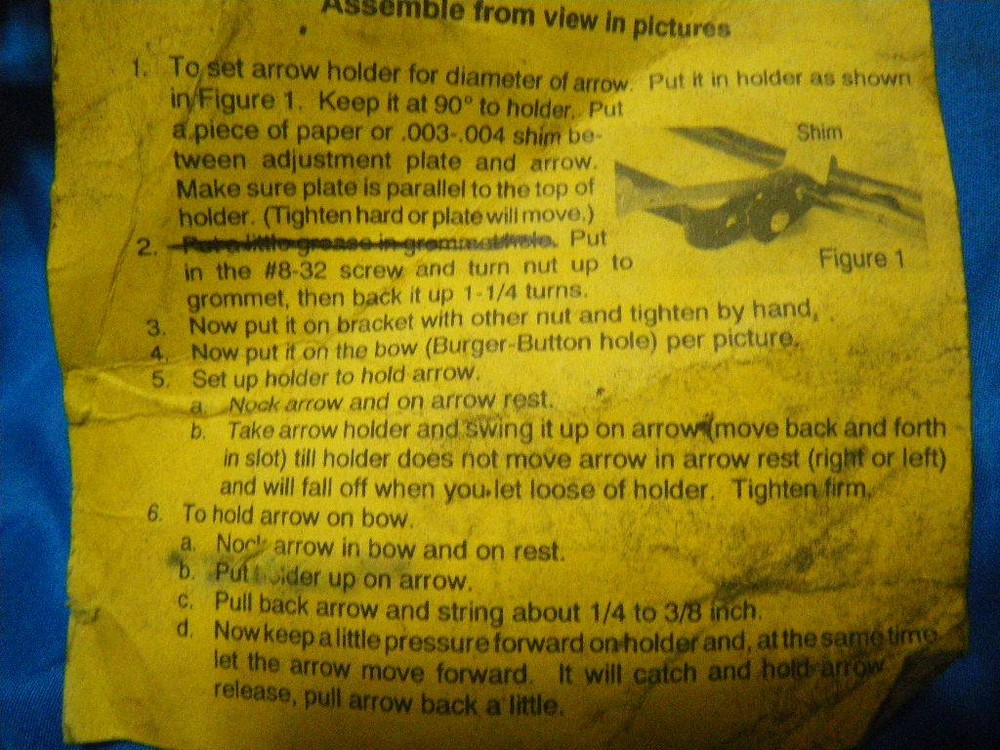 Assemble from view in pictures
1. To set arrow holder for diameter of arrow. Put it in holder as shown
in Figure 1. Keep it at 90° to holder. Put
a piece of paper or .003-.004 shim be-
tween adjustment plate and arrow.
Make sure plate is parallel to the top of
holder. (Tighten hard or plate will move.)
Shim
Figure 1
2. Put a little grease in grommet hole. Put
in the #8-32 screw and turn nut up to
grommet, then back it up 1-1/4 turns.
3. Now put it on bracket with other nut and tighten by hand,
4. Now put it on the bow (Burger-Button hole) per picture.
5. Set up holder to hold arrow.
a. Nock arrow and on arrow rest.
b. Take arrow holder and swing it up on arrow (move back and forth
in slot) till holder does not move arrow in arrow rest (right or left)
and will fall off when you let loose of holder. Tighten firm.
6. To hold arrow on bow.
a. Nock arrow in bow and on rest.
b. Put holder up on arrow.
c. Pull back arrow and string about 1/4 to 3/8 inch.
d. Now keep a little pressure forward on holder and, at the same time
let the arrow move forward. It will catch and hold arrow
release, pull arrow back a little.